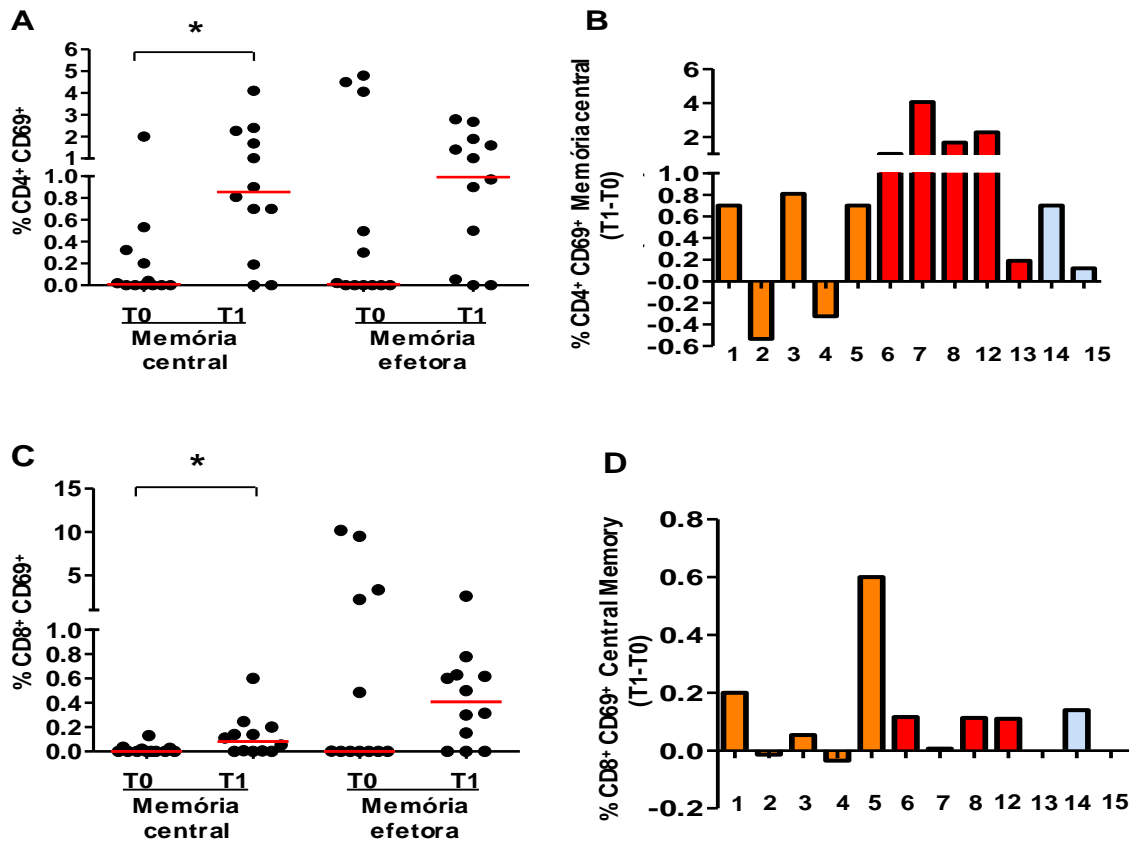 A
*
% CD4⁺ CD69⁺
6
5
4
3
2
1
1.0
0.8
0.6
0.4
0.2
0.0
T0 T1 T0 T1
Memória central
Memória efetora
B
% CD4⁺ CD69⁺ Memória central
(T1-T0)
6
4
2
1.0
0.8
0.6
0.4
0.2
-0.0
-0.2
-0.4
-0.6
1 2 3 4 5 6 7 8 12 13 14 15
C
*
% CD8⁺ CD69⁺
15
10
5
1.0
0.8
0.6
0.4
0.2
0.0
T0 T1 T0 T1
Memória central
Memória efetora
D
% CD8⁺ CD69⁺ Central Memory
(T1-T0)
0.8
0.6
0.4
0.2
0.0
-0.2
1 2 3 4 5 6 7 8 12 13 14 15